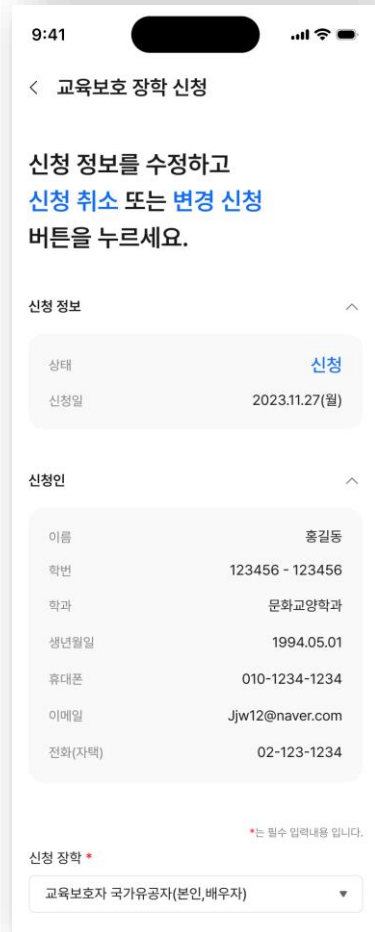 9:41
교육보호 장학 신청
신청 정보를 수정하고
신청 취소 또는 변경 신청
버튼을 누르세요.
신청 정보
상태 신청
신청일 2023.11.27(월)
신청인
이름 홍길동
학번 123456 - 123456
학과 문화교양학과
생년월일 1994.05.01
휴대폰 010-1234-1234
이메일 Jjw12@naver.com
전화(자택) 02-123-1234
*는 필수 입력내용 입니다.
신청 장학 *
교육보호자 국가유공자(본인,배우자)